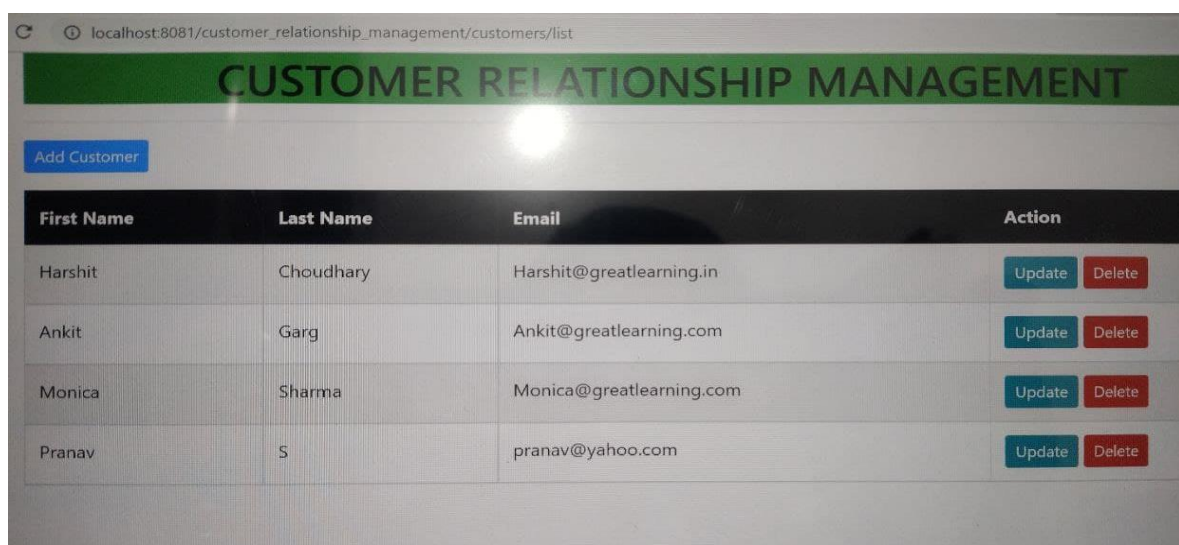 localhost:8081/customer_relationship_management/customers/list
CUSTOMER RELATIONSHIP MANAGEMENT
Add Customer
First Name Last Name Email Action
Harshit Choudhary Harshit@greatlearning.in Update Delete
Ankit Garg Ankit@greatlearning.com Update Delete
Monica Sharma Monica@greatlearning.com Update Delete
Pranav S pranav@yahoo.com Update Delete